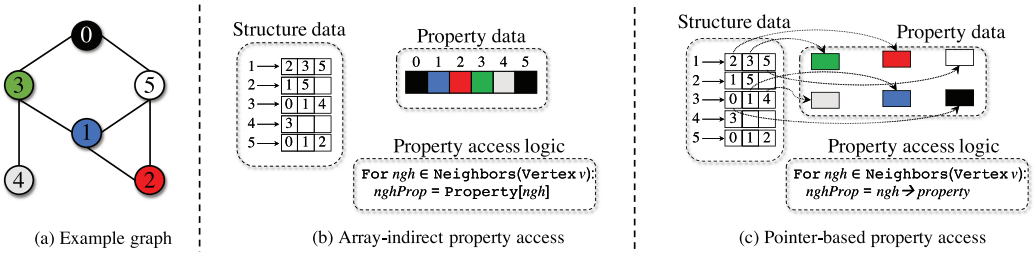 0
3
5
1
4
2
(a) Example graph
Structure data
1 2 3 5
2 1 5
3 0 1 4
4 3
5 0 1 2
Property data
0 1 2 3 4 5
Property access logic
For ngh ∈ Neighbors(Vertex v):
nghProp = Property[ngh]
(b) Array-indirect property access
Structure data
1 2 3 5
2 1 5
3 0 1 4
4 3
5 0 1 2
Property data
Property access logic
For ngh ∈ Neighbors(Vertex v):
nghProp = ngh → property
(c) Pointer-based property access